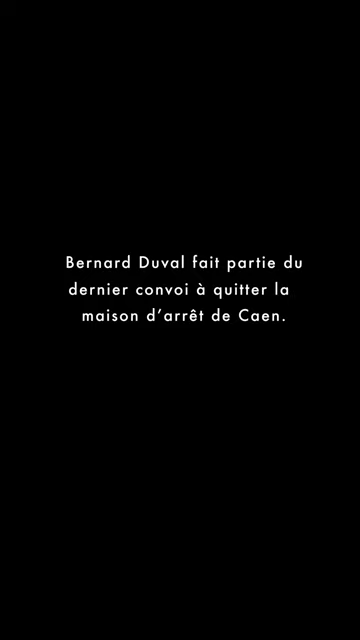 Bernard Duval fait partie du
dernier convoi à quitter la
maison d’arrêt de Caen.